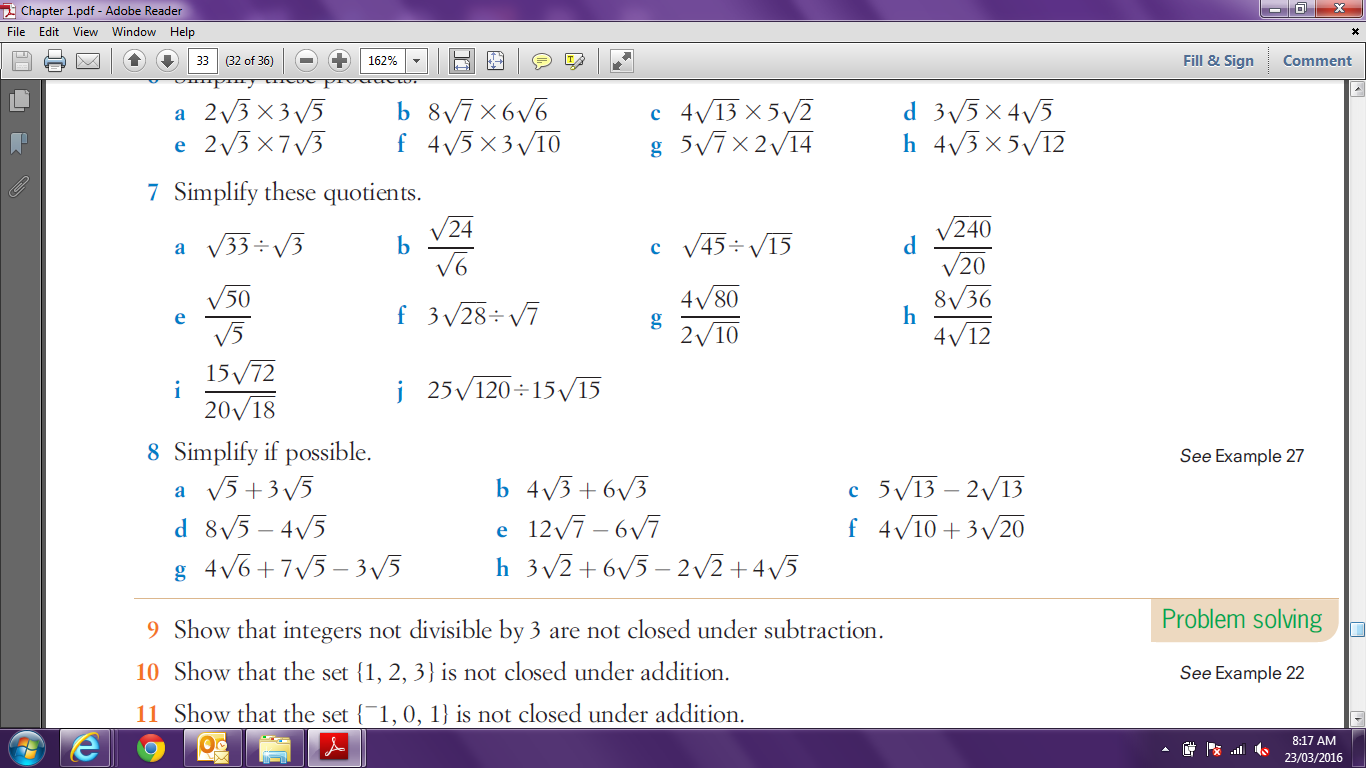 Chapter 1.pdf - Adobe Reader
File Edit View Window Help
33 (32 of 36) 162% Fill & Sign Comment
6 Simplify these products.
a 2√3 × 3√5 b 8√7 × 6√6 c 4√13 × 5√2 d 3√5 × 4√5
e 2√3 × 7√3 f 4√5 × 3√10 g 5√7 × 2√14 h 4√3 × 5√12
7 Simplify these quotients.
a √33 ÷ √3 b √24/√6 c √45 ÷ √15 d √240/√20
e √50/√5 f 3√28 ÷ √7 g 4√80/2√10 h 8√36/4√12
i 15√72/20√18 j 25√120 ÷ 15√15
8 Simplify if possible. See Example 27
a √5 + 3√5 b 4√3 + 6√3 c 5√13 − 2√13
d 8√5 − 4√5 e 12√7 − 6√7 f 4√10 + 3√20
g 4√6 + 7√5 − 3√5 h 3√2 + 6√5 − 2√2 + 4√5
Problem solving
9 Show that integers not divisible by 3 are not closed under subtraction.
10 Show that the set {1, 2, 3} is not closed under addition. See Example 22
11 Show that the set {⁻1, 0, 1} is not closed under addition.
8:17 AM
23/03/2016